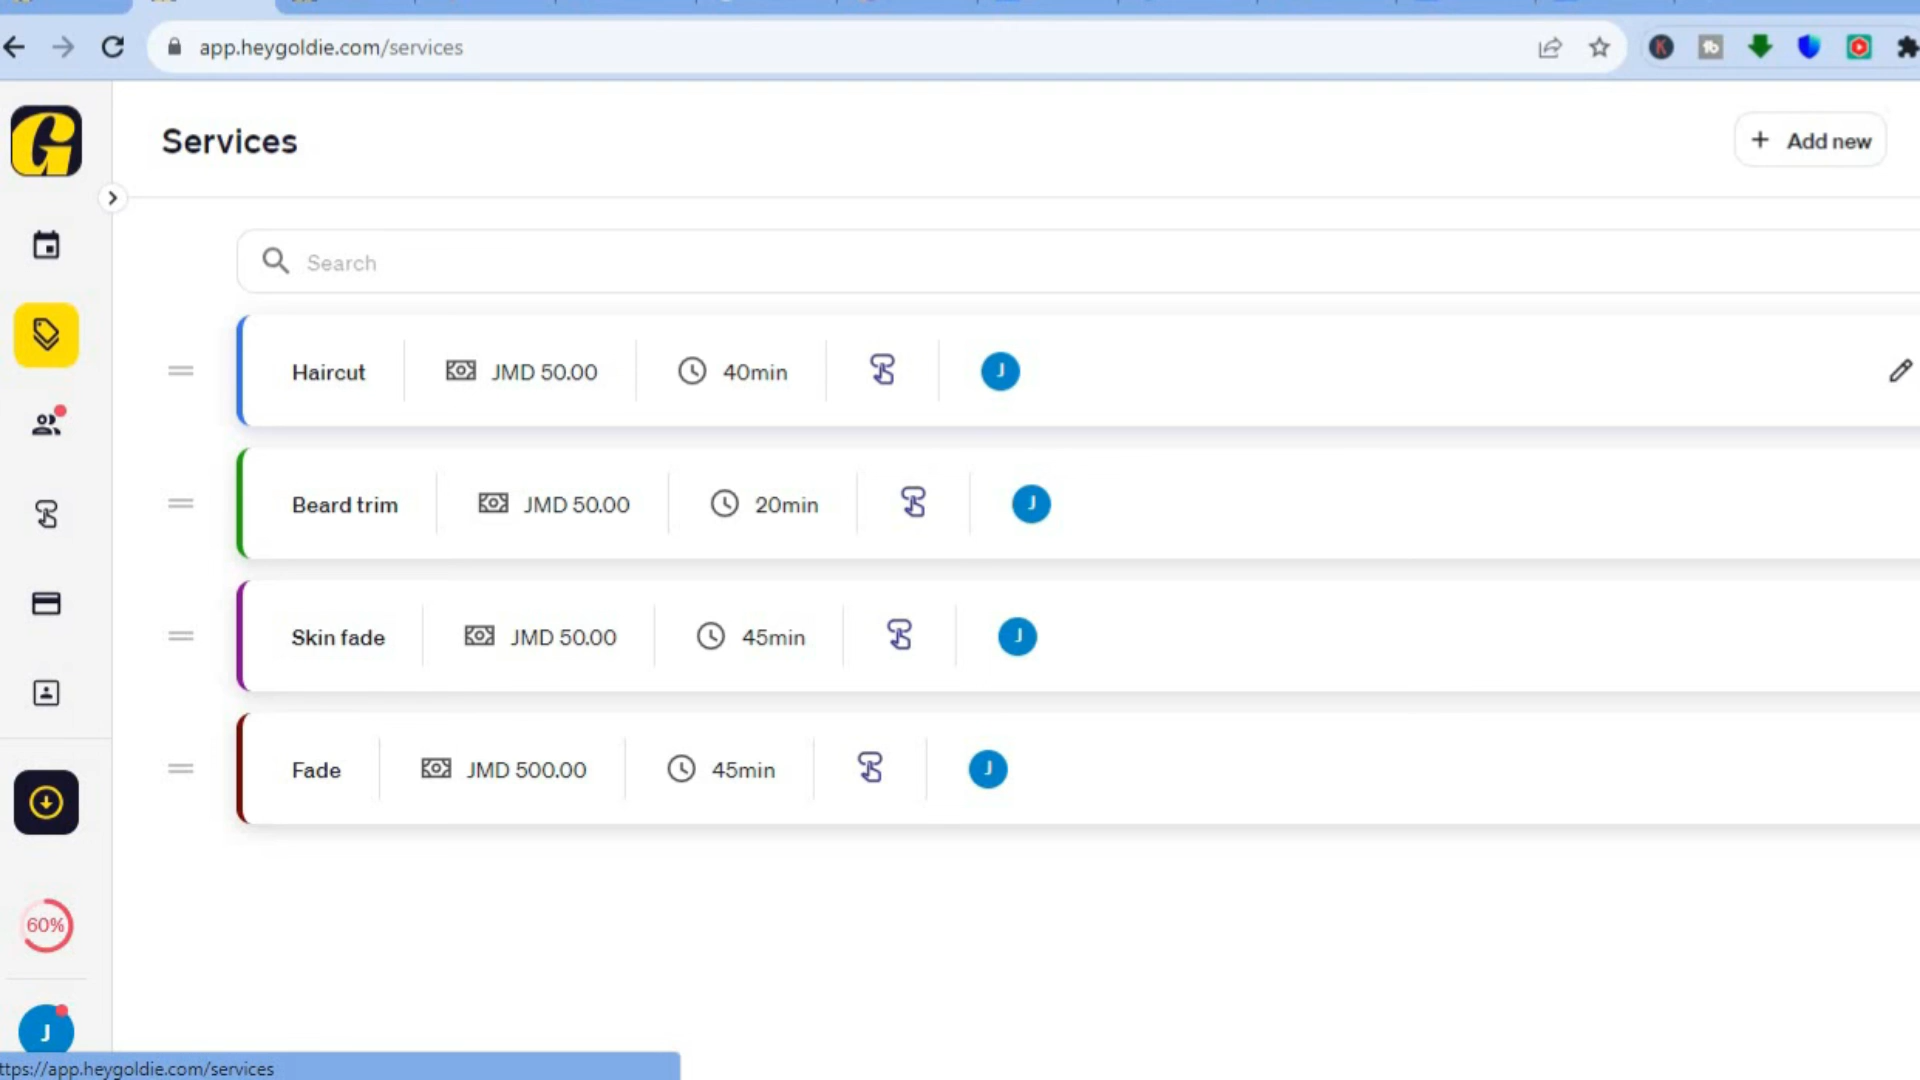 app.heygoldie.com/services
Services
+ Add new
Search
Haircut JMD 50.00 40min J
Beard trim JMD 50.00 20min J
Skin fade JMD 50.00 45min J
Fade JMD 500.00 45min J
60%
J
ttps://app.heygoldie.com/services